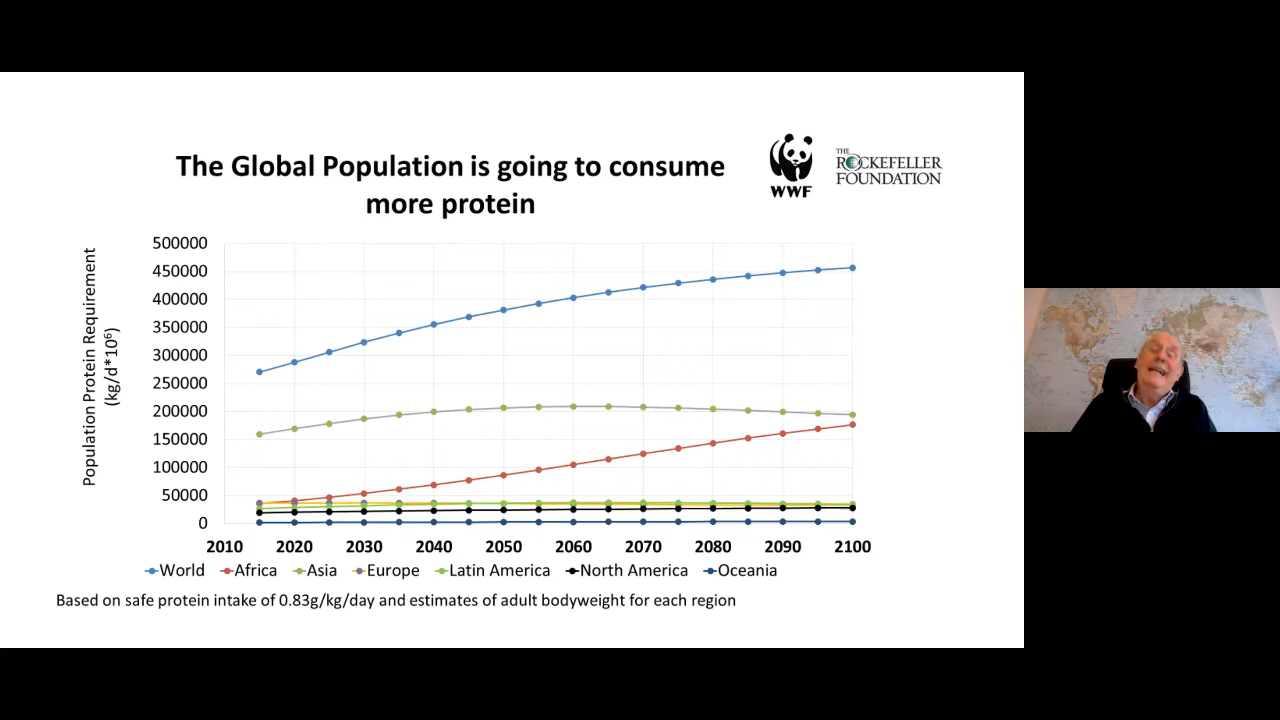 The Global Population is going to consume
more protein
WWF
THE
ROCKEFELLER
FOUNDATION
Population Protein Requirement
(kg/d*10⁶)
500000
450000
400000
350000
300000
250000
200000
150000
100000
50000
0
2010 2020 2030 2040 2050 2060 2070 2080 2090 2100
World Africa Asia Europe Latin America North America Oceania
Based on safe protein intake of 0.83g/kg/day and estimates of adult bodyweight for each region